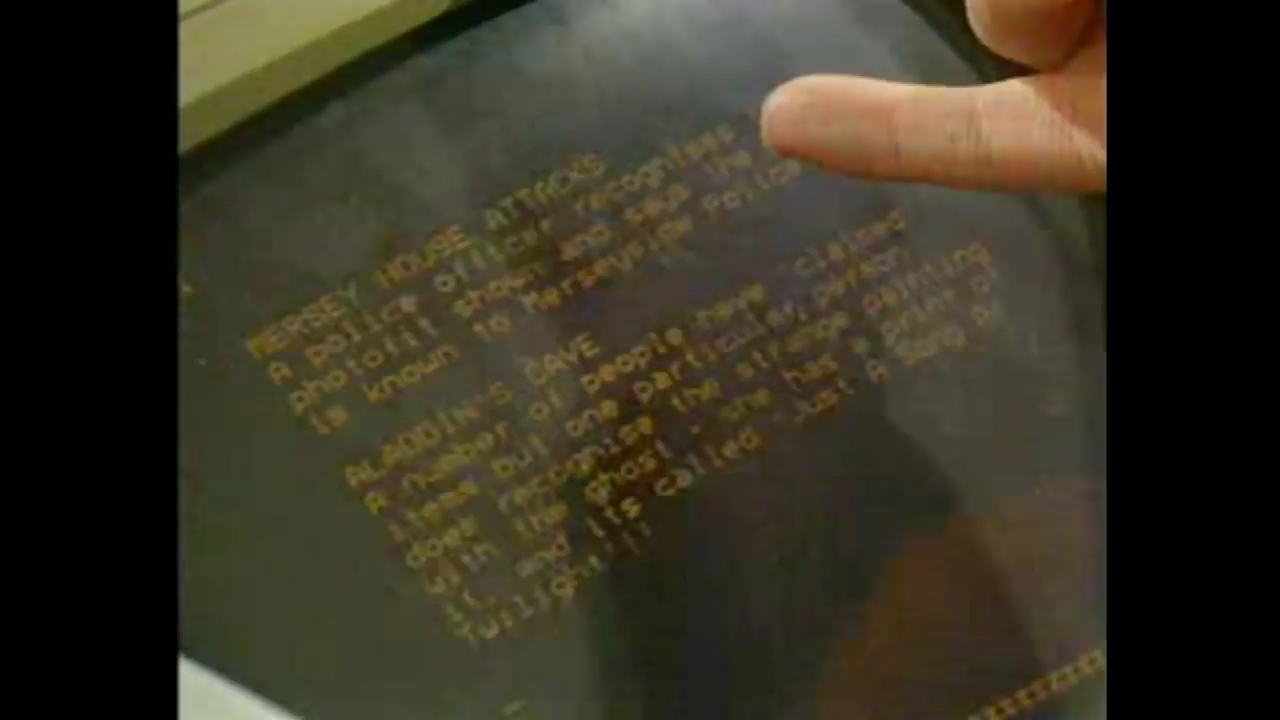 MERSEY HOUSE ATTACKS
A police officer recognises
photofit shown and says the
is known to Merseyside Police
ALADDIN'S CAVE
A number of people have claimed
items but one particular person
does recognise the strange painting
with the ghost - she has a print of
it, and its called 'Just A Song At
Twilight'!!